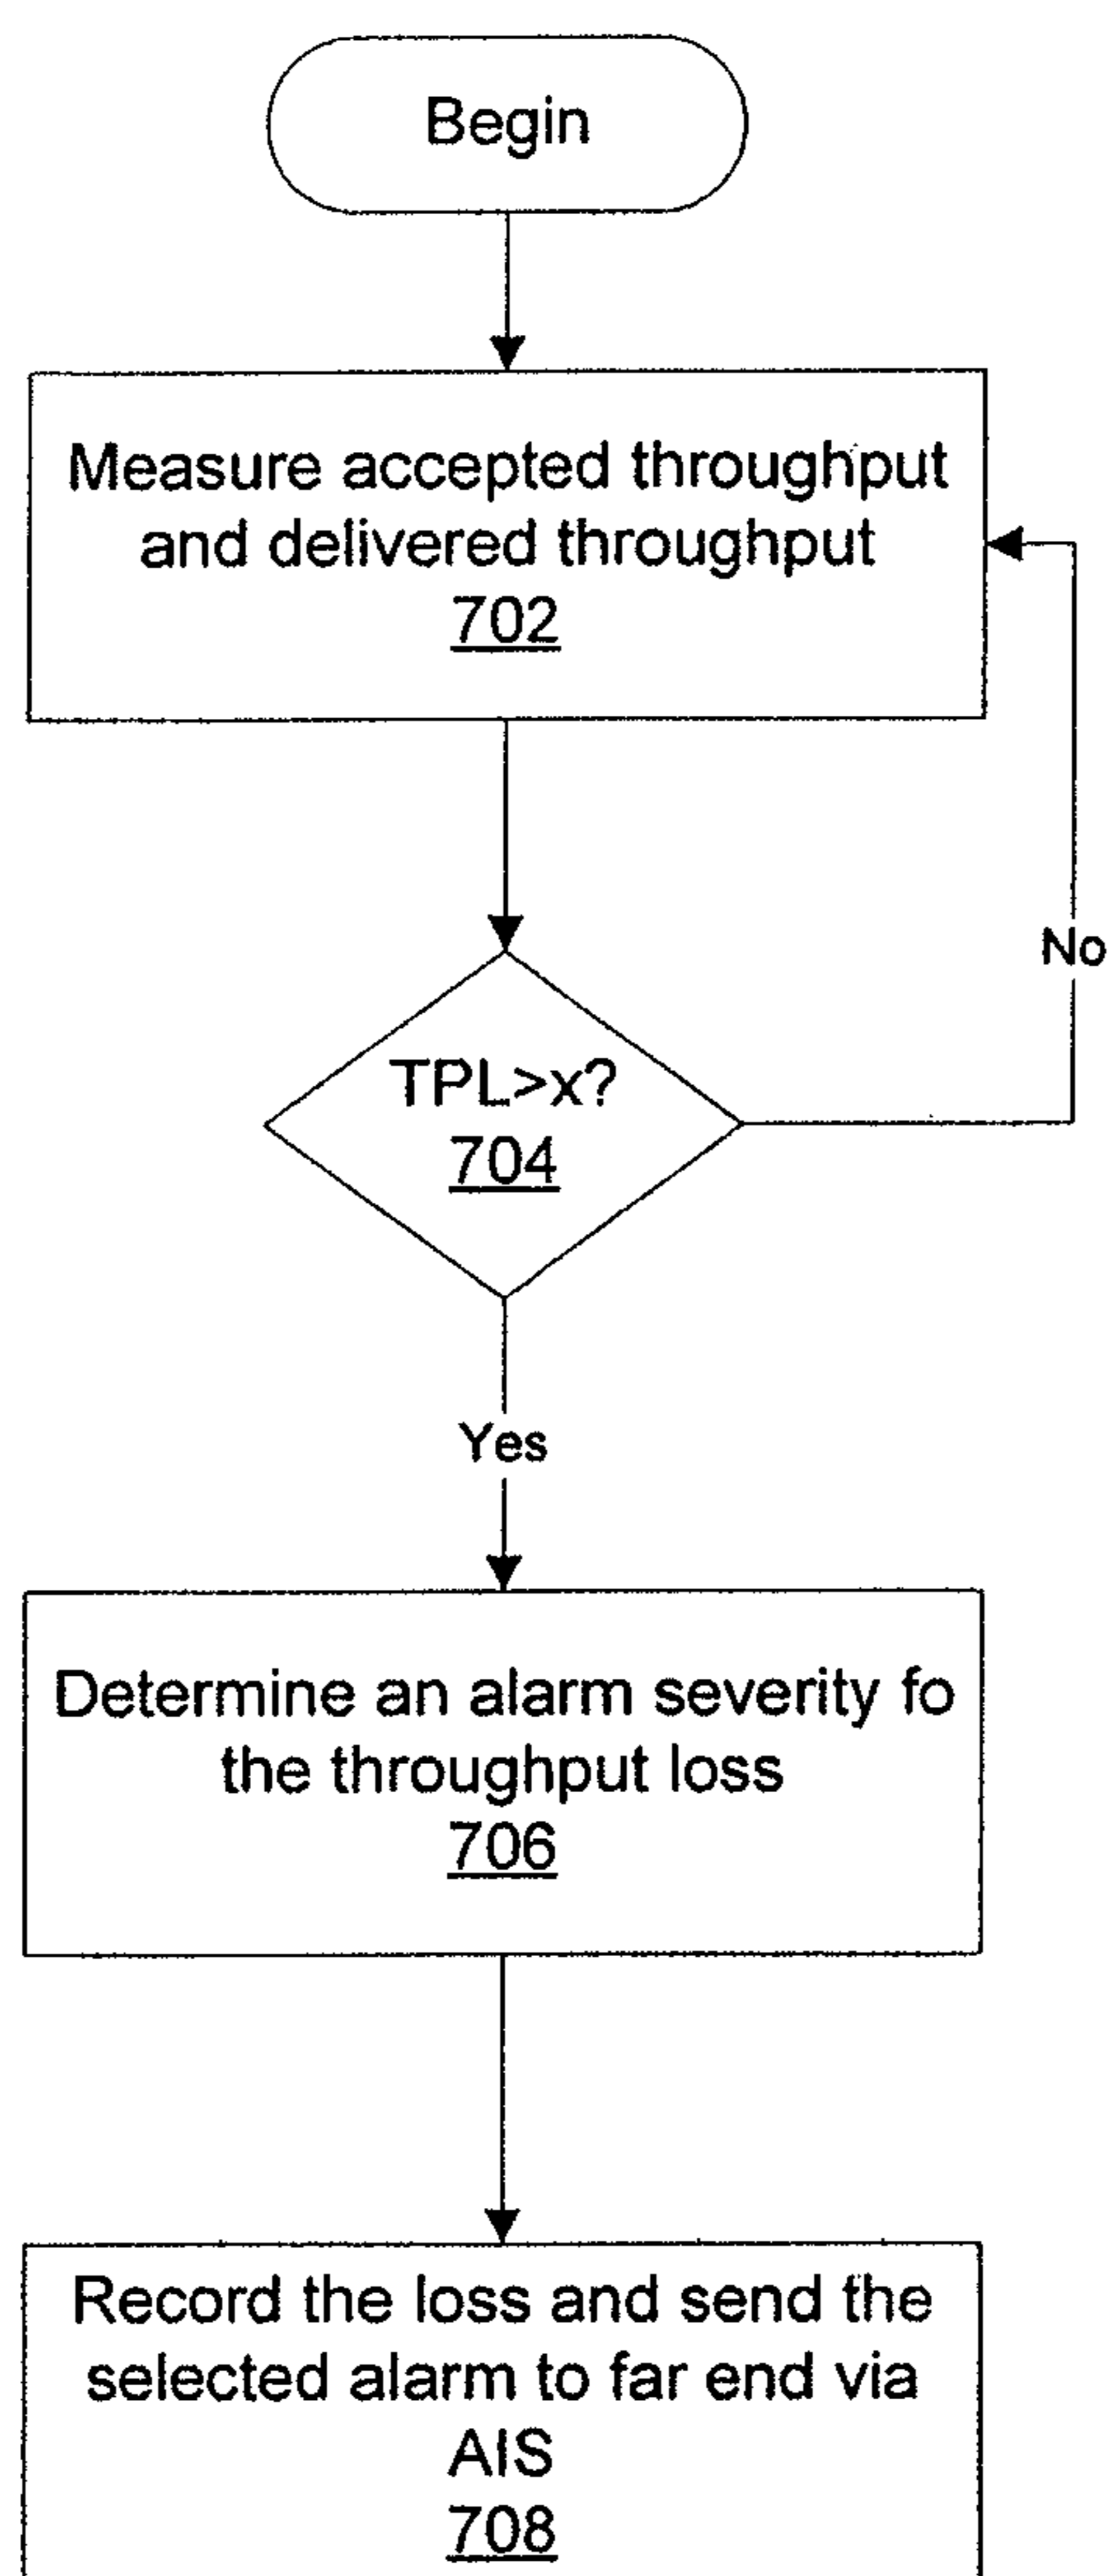 Begin
Measure accepted throughput
and delivered throughput
702
No
TPL>x?
704
Yes
Determine an alarm severity fo
the throughput loss
706
Record the loss and send the
selected alarm to far end via
AIS
708